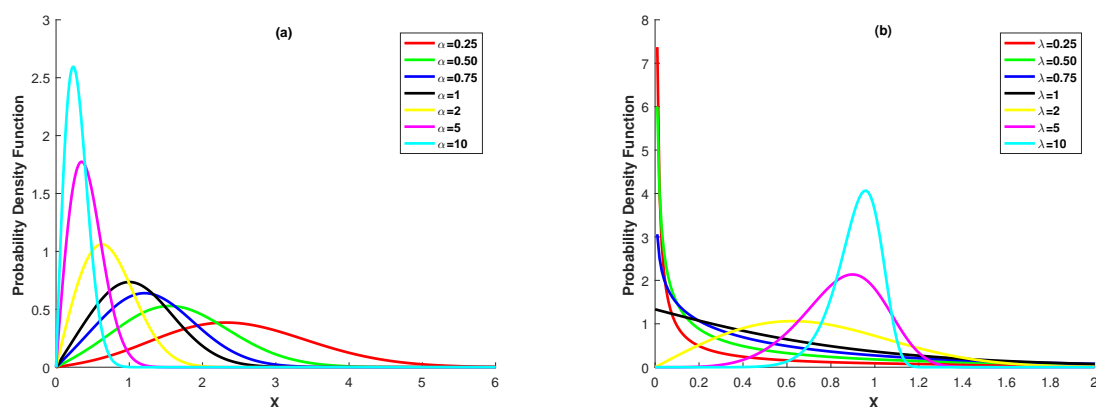 (a)
α=0.25
α=0.50
α=0.75
α=1
α=2
α=5
α=10
Probability Density Function
3
2.5
2
1.5
1
0.5
0
0 1 2 3 4 5 6
X
(b)
λ=0.25
λ=0.50
λ=0.75
λ=1
λ=2
λ=5
λ=10
Probability Density Function
8
7
6
5
4
3
2
1
0
0 0.2 0.4 0.6 0.8 1 1.2 1.4 1.6 1.8 2
X